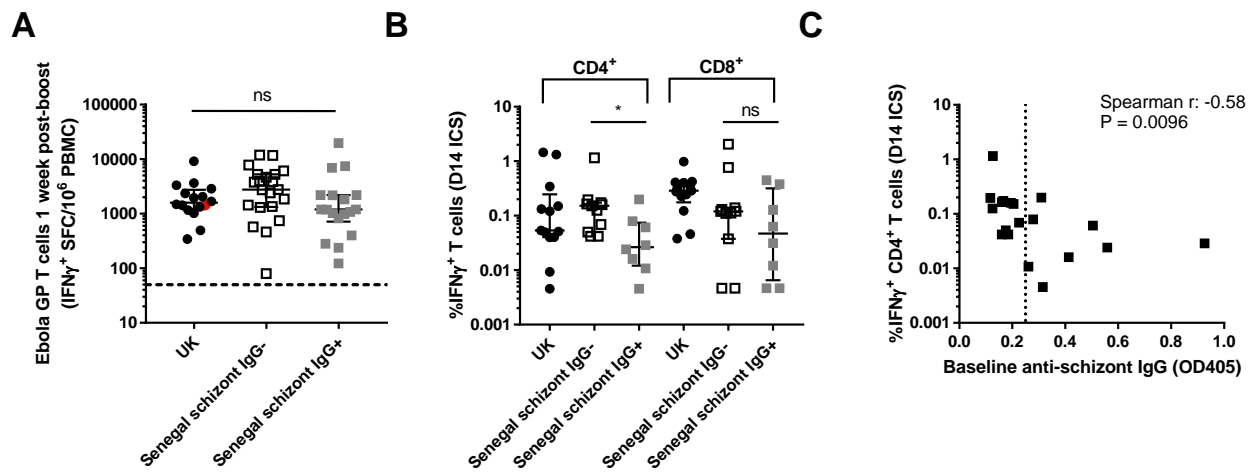 A
Ebola GP T cells 1 week post-boost
(IFNγ⁺ SFC/10⁶ PBMC)
100000
10000
1000
100
10
ns
UK
Senegal schizont IgG-
Senegal schizont IgG+
B
%IFNγ⁺ T cells (D14 ICS)
10
1
0.1
0.01
0.001
CD4⁺
CD8⁺
*
ns
UK
Senegal schizont IgG-
Senegal schizont IgG+
UK
Senegal schizont IgG-
Senegal schizont IgG+
C
%IFNγ⁺ CD4⁺ T cells (D14 ICS)
10
1
0.1
0.01
0.001
Spearman r: -0.58
P = 0.0096
0.0 0.2 0.4 0.6 0.8 1.0
Baseline anti-schizont IgG (OD405)